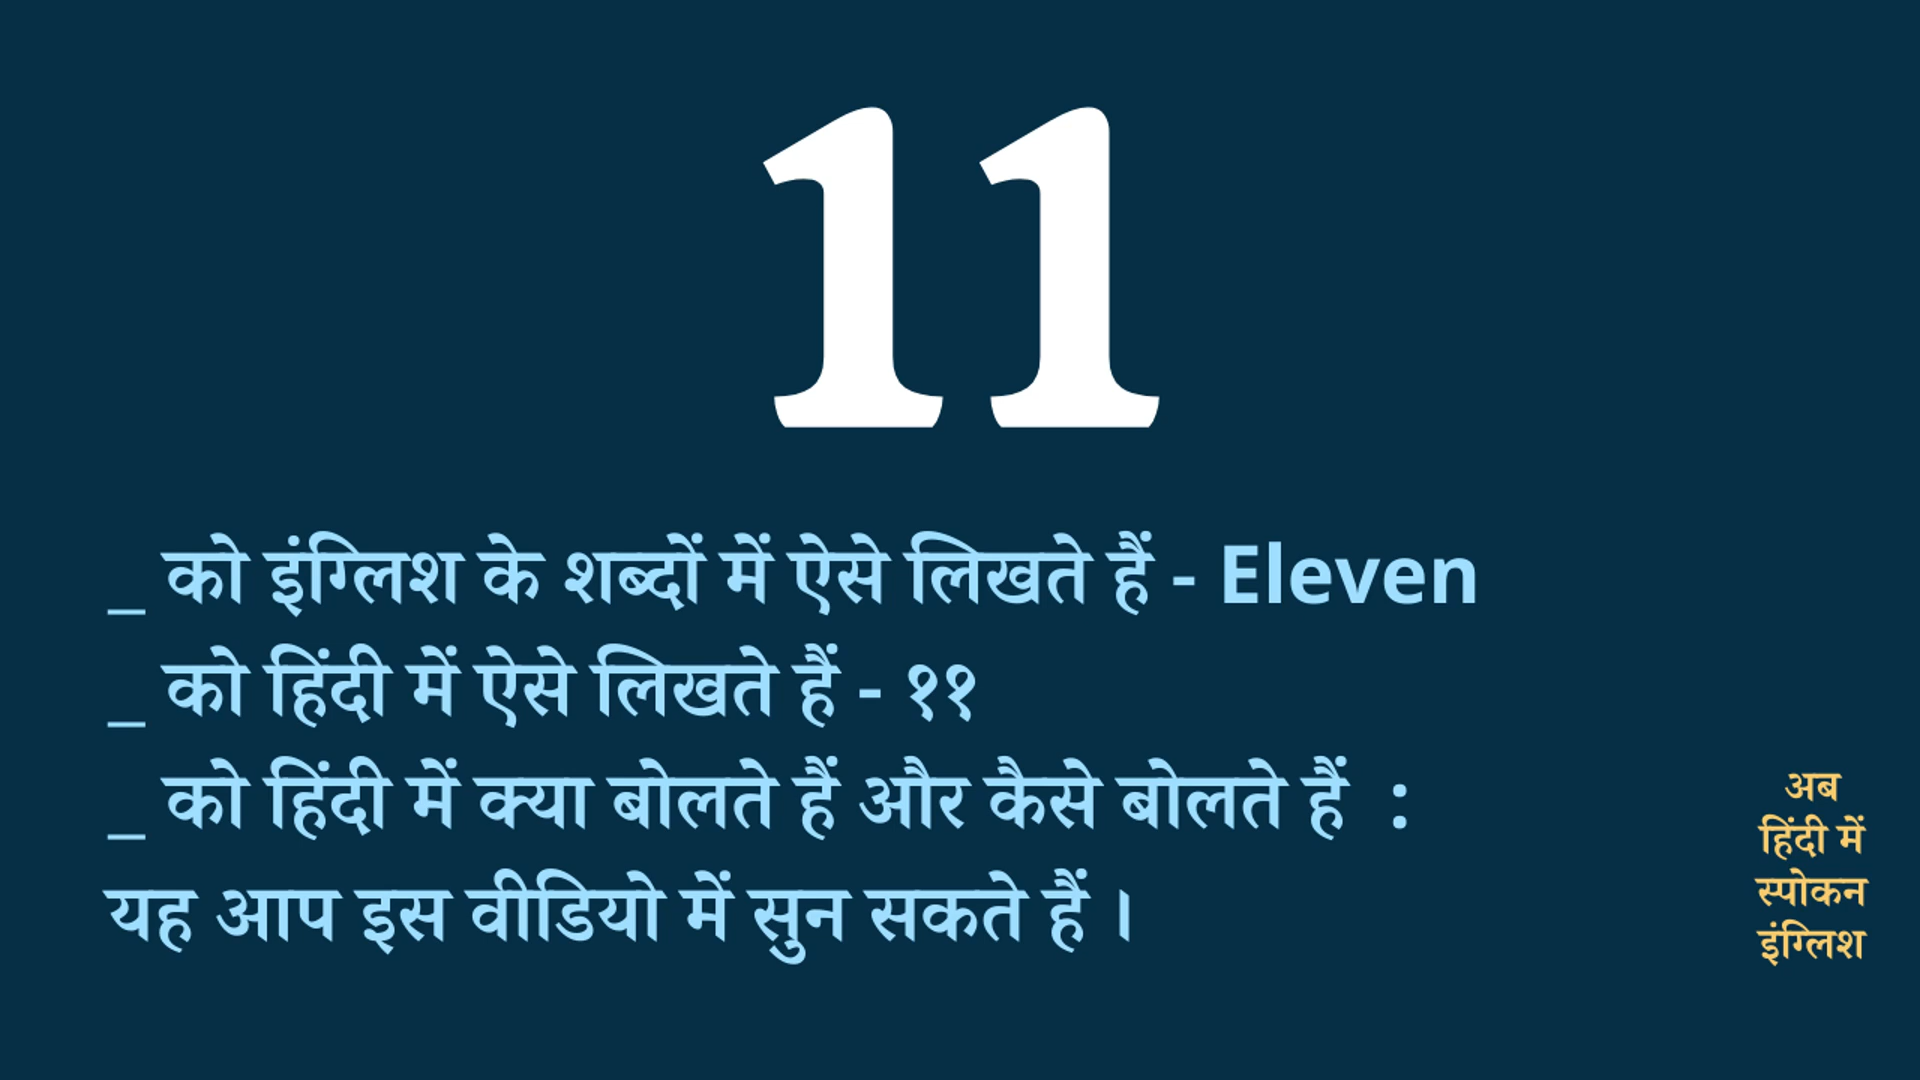 11
_ को इंग्लिश के शब्दों में ऐसे लिखते हैं - Eleven
_ को हिंदी में ऐसे लिखते हैं - ११
_ को हिंदी में क्या बोलते हैं और कैसे बोलते हैं :
यह आप इस वीडियो में सुन सकते हैं ।
अब
हिंदी में
स्पोकन
इंग्लिश